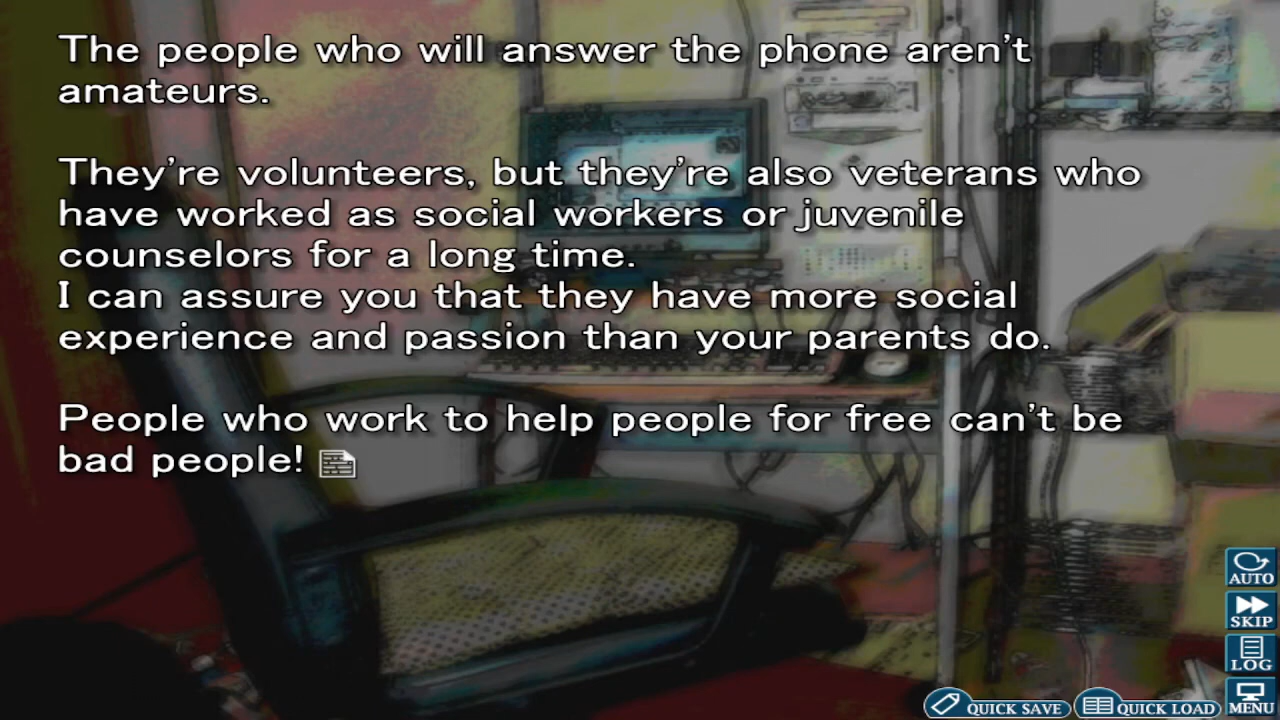 The people who will answer the phone aren't
amateurs.
They're volunteers, but they're also veterans who
have worked as social workers or juvenile
counselors for a long time.
I can assure you that they have more social
experience and passion than your parents do.
People who work to help people for free can't be
bad people!
AUTO
SKIP
LOG
MENU
QUICK SAVE
QUICK LOAD